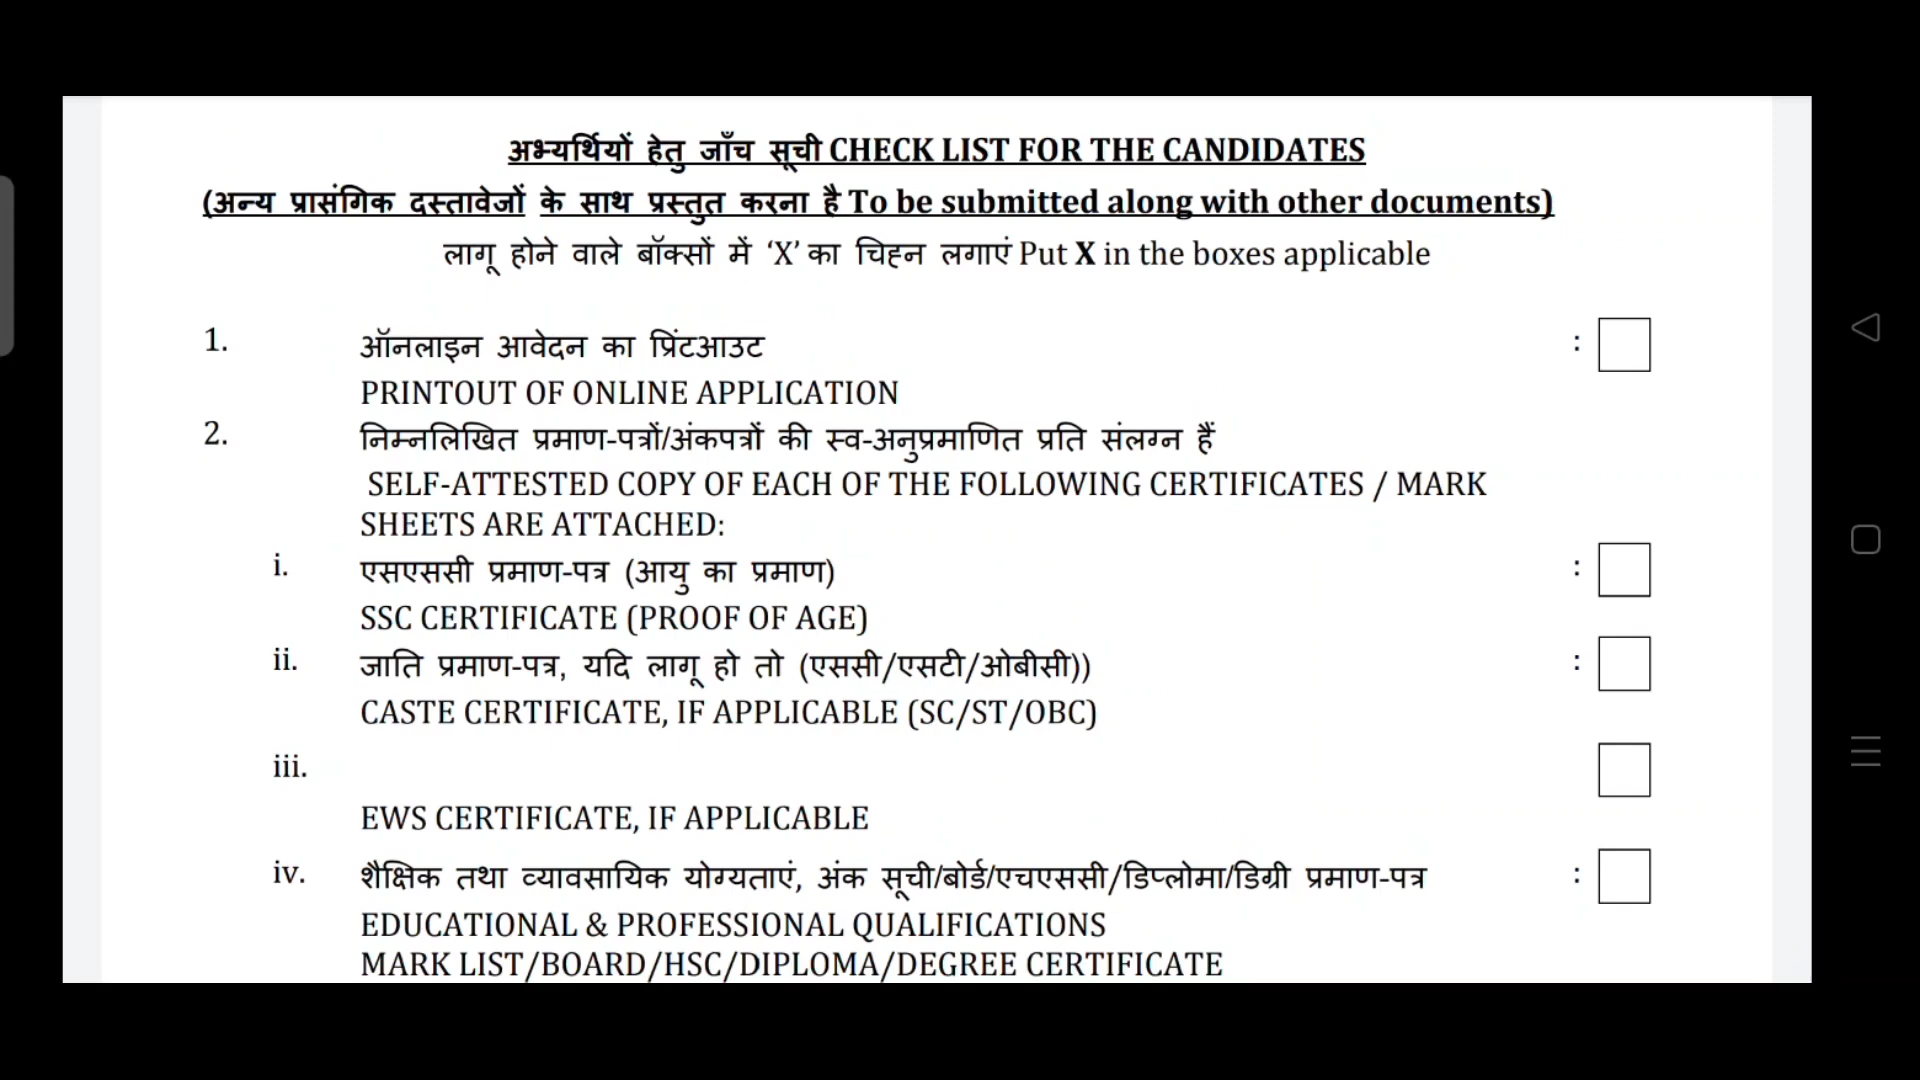 अभ्यर्थियों हेतु जाँच सूची CHECK LIST FOR THE CANDIDATES
(अन्य प्रासंगिक दस्तावेजों के साथ प्रस्तुत करना है To be submitted along with other documents)
लागू होने वाले बॉक्सों में ‘X’ का चिह्न लगाएं Put X in the boxes applicable
1. ऑनलाइन आवेदन का प्रिंटआउट :
PRINTOUT OF ONLINE APPLICATION
2. निम्नलिखित प्रमाण-पत्रों/अंकपत्रों की स्व-अनुप्रमाणित प्रति संलग्न हैं
SELF-ATTESTED COPY OF EACH OF THE FOLLOWING CERTIFICATES / MARK
SHEETS ARE ATTACHED:
i. एसएससी प्रमाण-पत्र (आयु का प्रमाण) :
SSC CERTIFICATE (PROOF OF AGE)
ii. जाति प्रमाण-पत्र, यदि लागू हो तो (एससी/एसटी/ओबीसी)) :
CASTE CERTIFICATE, IF APPLICABLE (SC/ST/OBC)
iii.
EWS CERTIFICATE, IF APPLICABLE
iv. शैक्षिक तथा व्यावसायिक योग्यताएं, अंक सूची/बोर्ड/एचएससी/डिप्लोमा/डिग्री प्रमाण-पत्र :
EDUCATIONAL & PROFESSIONAL QUALIFICATIONS
MARK LIST/BOARD/HSC/DIPLOMA/DEGREE CERTIFICATE